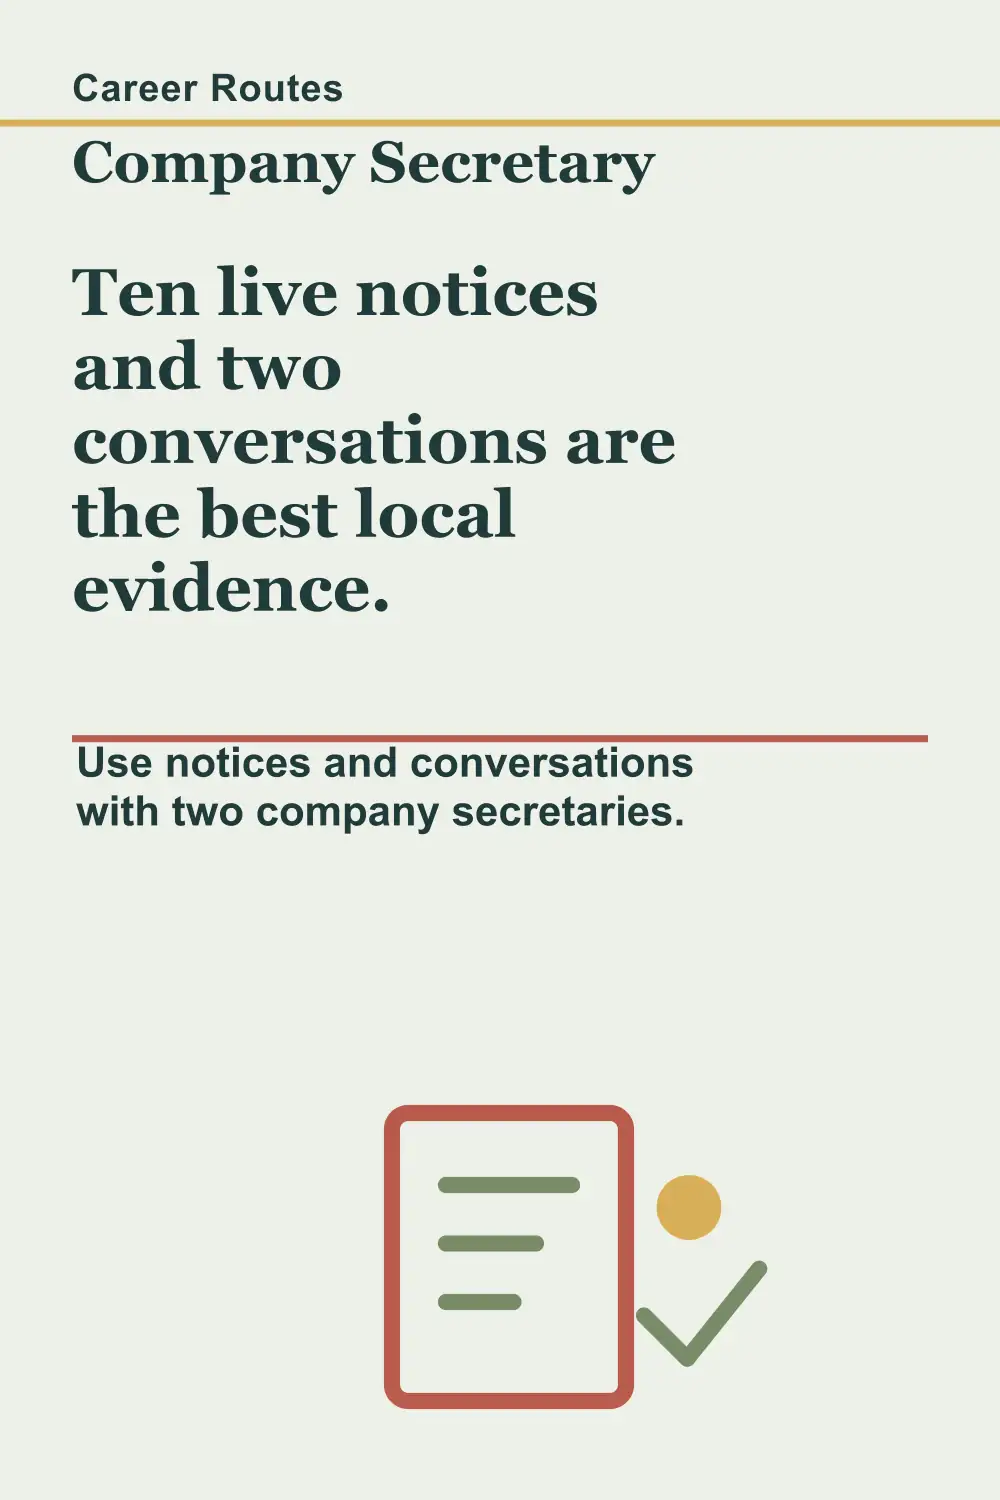 Career Routes
Company Secretary
Ten live notices
and two
conversations are
the best local
evidence.
Use notices and conversations
with two company secretaries.